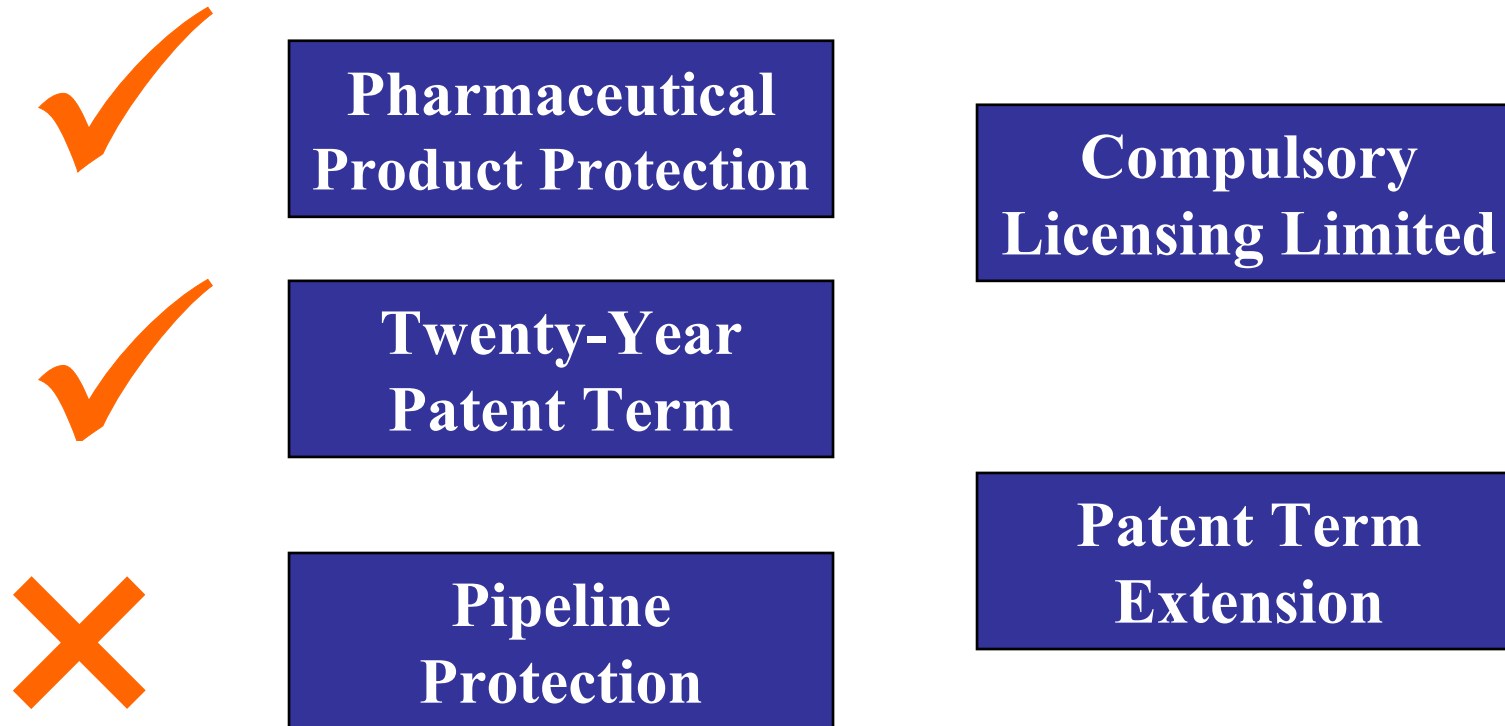 Pharmaceutical
Product Protection
Twenty-Year
Patent Term
Pipeline
Protection
Compulsory
Licensing Limited
Patent Term
Extension